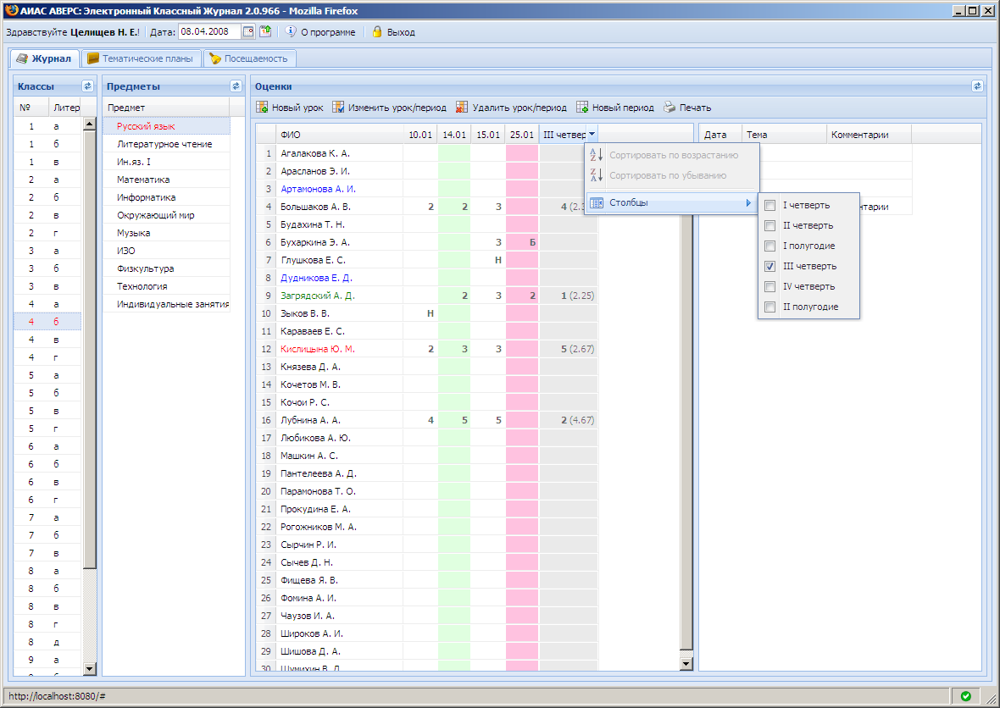 АИАС АВЕРС: Электронный Классный Журнал 2.0.966 - Mozilla Firefox
Здравствуйте Целищев Н. Е.! Дата: 08.04.2008 О программе Выход
Журнал Тематические планы Посещаемость
Классы
№ Литер
1 а
1 б
1 в
2 а
2 б
2 в
2 г
3 а
3 б
3 в
4 а
4 б
4 в
4 г
5 а
5 б
5 в
5 г
6 а
6 б
6 в
6 г
7 а
7 б
7 в
8 а
8 б
8 в
8 г
8 д
9 а
Предметы
Предмет
Русский язык
Литературное чтение
Ин.яз. I
Математика
Информатика
Окружающий мир
Музыка
ИЗО
Физкультура
Технология
Индивидуальные занятия
Оценки
Новый урок Изменить урок/период Удалить урок/период Новый период Печать
ФИО 10.01 14.01 15.01 25.01 III четвер
1 Агалакова К. А.
2 Арасланов Э. И.
3 Артамонова А. И.
4 Большаков А. В. 2 2 3 4
5 Будахина Т. Н.
6 Бухаркина Э. А. 3 Б
7 Глушкова Е. С. Н
8 Дудникова Е. Д.
9 Загрядский А. Д. 2 3 2 1 (2.25)
10 Зыков В. В. Н
11 Караваев Е. С.
12 Кислицына Ю. М. 2 3 3 5 (2.67)
13 Князева Д. А.
14 Кочетов М. В.
15 Кочои Р. С.
16 Лубнина А. А. 4 5 5 2 (4.67)
17 Любикова А. Ю.
18 Машкин А. С.
19 Пантелеева А. Д.
20 Парамонова Т. О.
21 Прокудина Е. А.
22 Рогожников М. А.
23 Сырчин Р. И.
24 Сычев Д. Н.
25 Фищева Я. В.
26 Фомина А. И.
27 Чаузов И. А.
28 Широков А. И.
29 Шишова Д. А.
30 Шумихин В. Д.
Дата Тема Комментарии
нтарии
Сортировать по возрастанию
Сортировать по убыванию
Столбцы
I четверть
II четверть
I полугодие
III четверть
IV четверть
II полугодие
http://localhost:8080/#